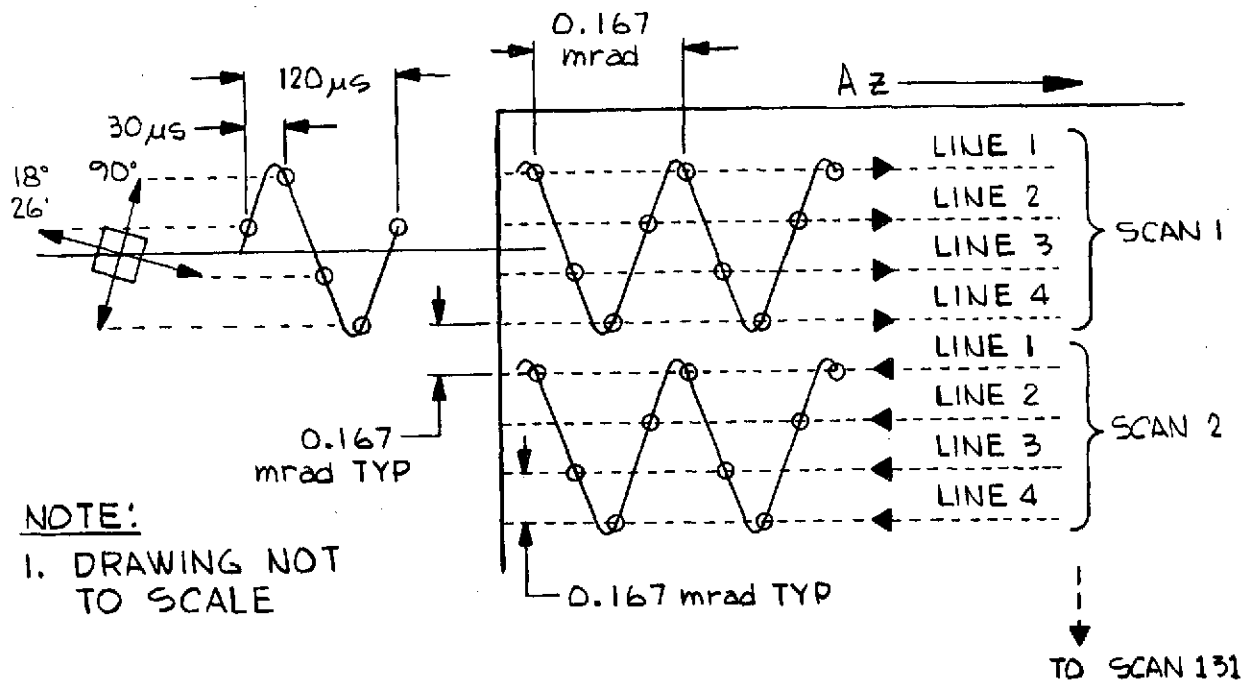 0.167
mrad
120μs
Az
30μs
90°
18°
26'
LINE 1
LINE 2
LINE 3
LINE 4
SCAN 1
LINE 1
LINE 2
LINE 3
LINE 4
SCAN 2
0.167
mrad TYP
NOTE:
1. DRAWING NOT
TO SCALE
0.167 mrad TYP
TO SCAN 131